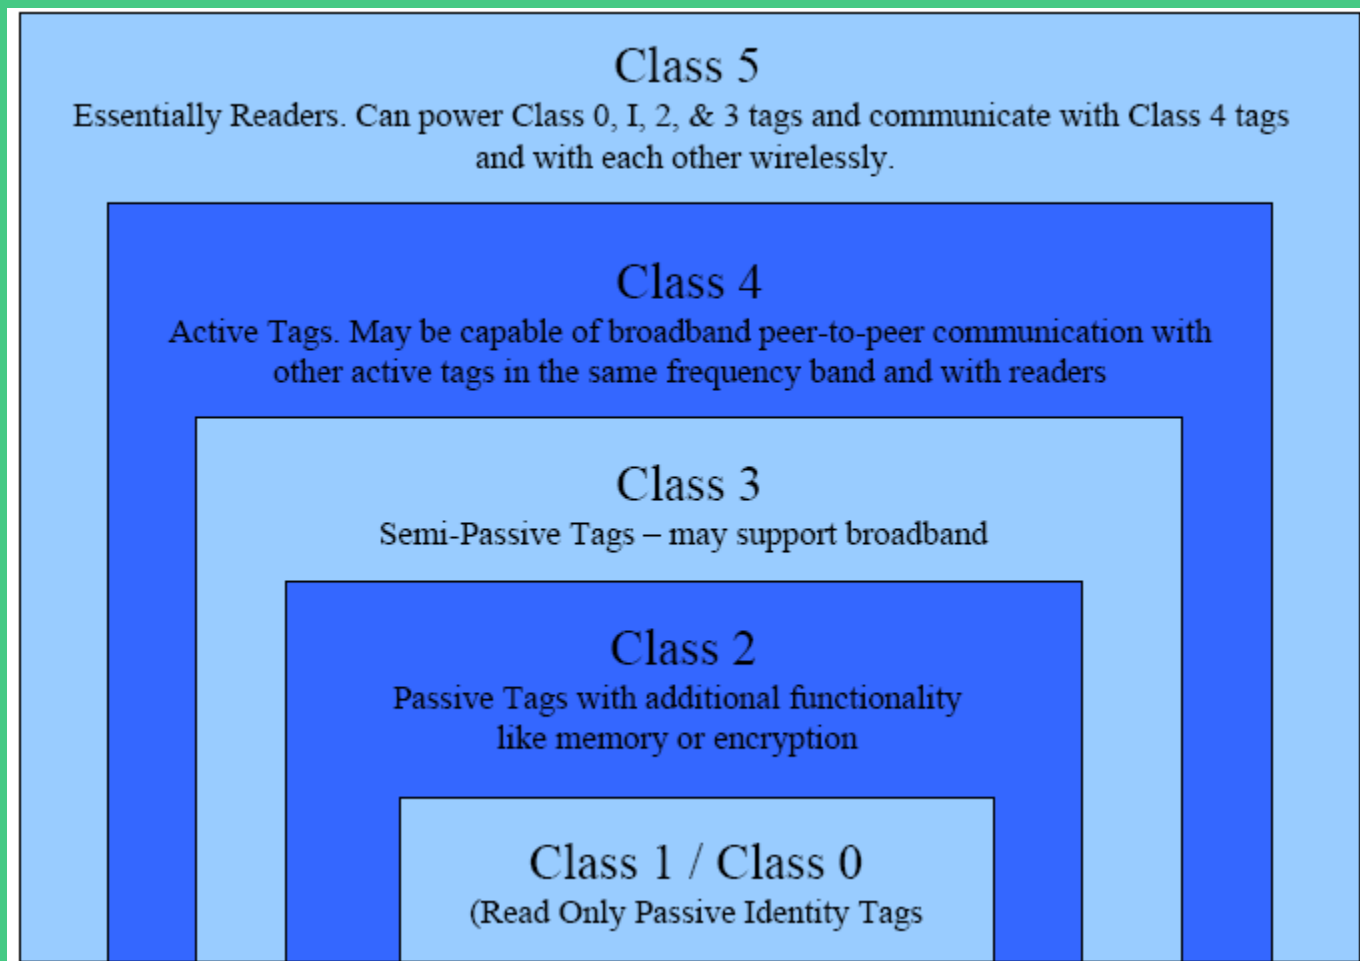 Class 5
Essentially Readers. Can power Class 0, I, 2, & 3 tags and communicate with Class 4 tags
and with each other wirelessly.
Class 4
Active Tags. May be capable of broadband peer-to-peer communication with
other active tags in the same frequency band and with readers
Class 3
Semi-Passive Tags – may support broadband
Class 2
Passive Tags with additional functionality
like memory or encryption
Class 1 / Class 0
(Read Only Passive Identity Tags